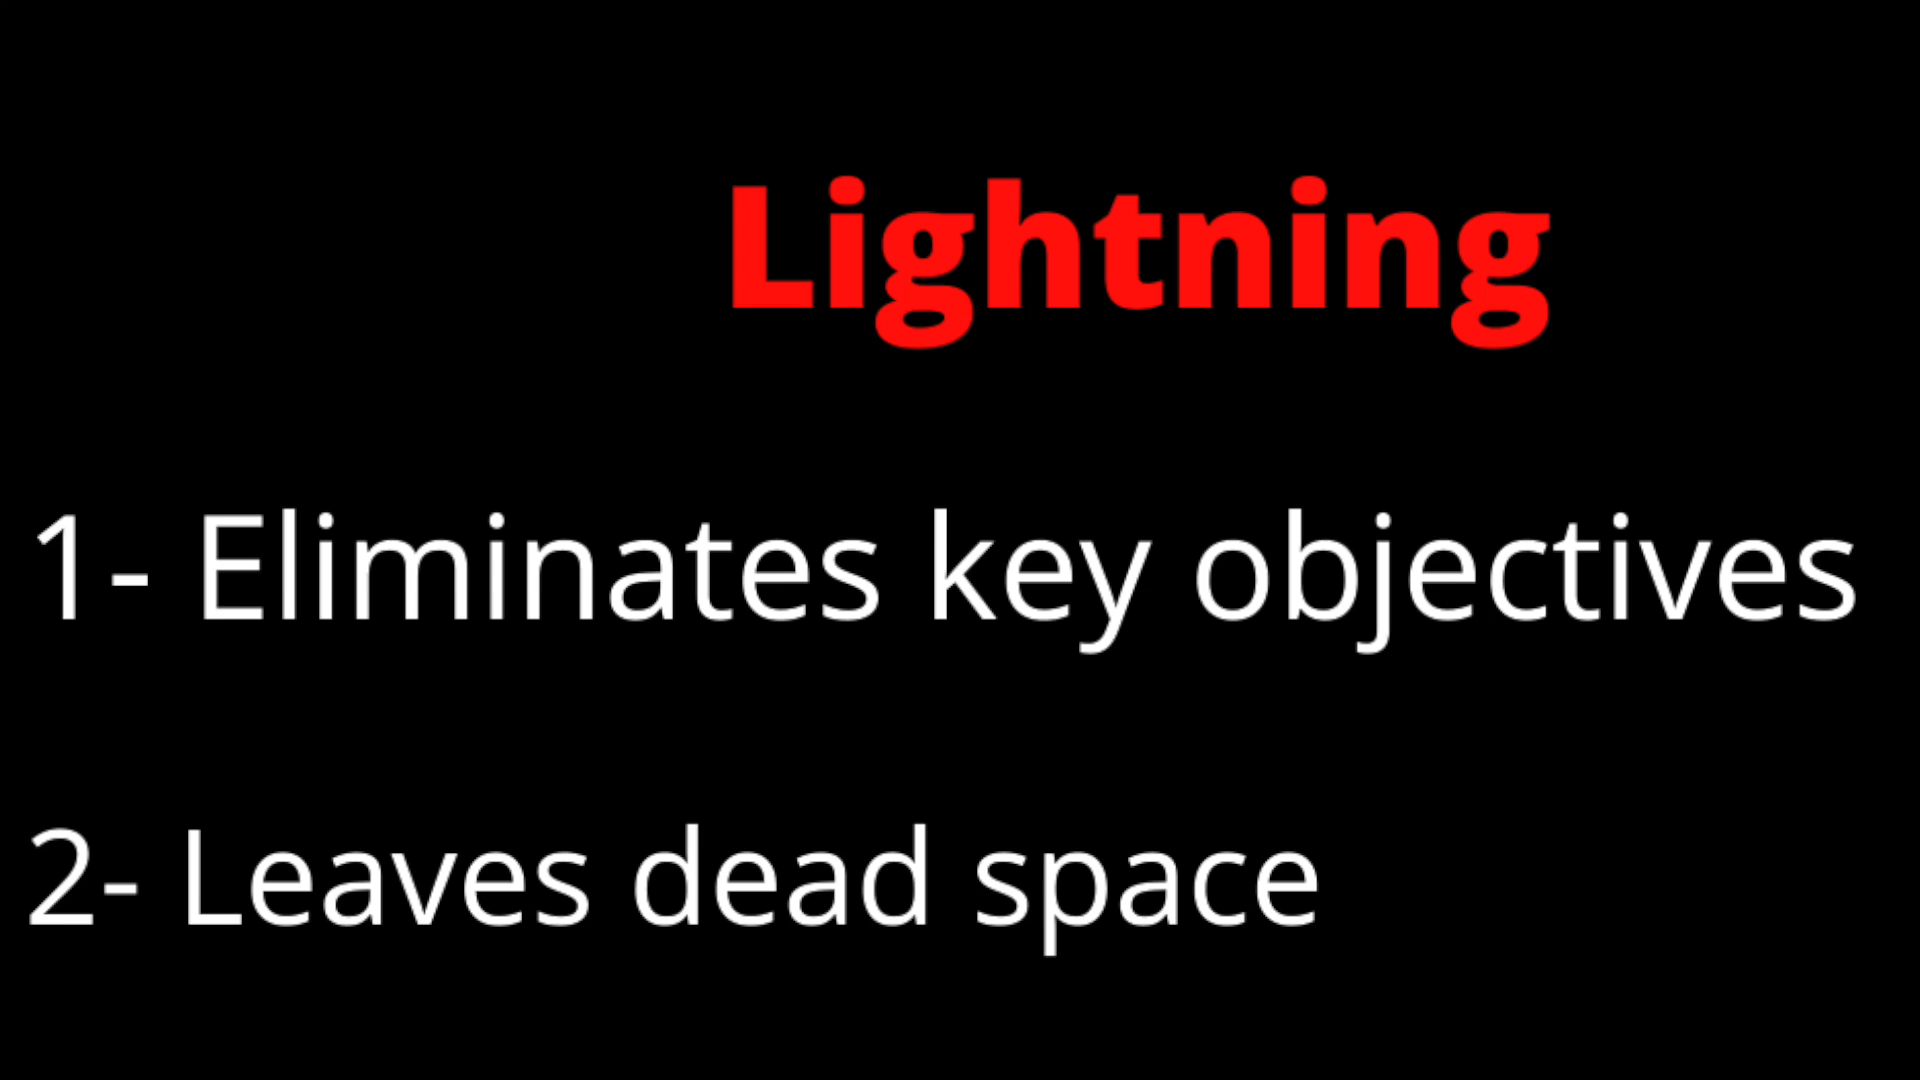 Lightning
1- Eliminates key objectives
2- Leaves dead space